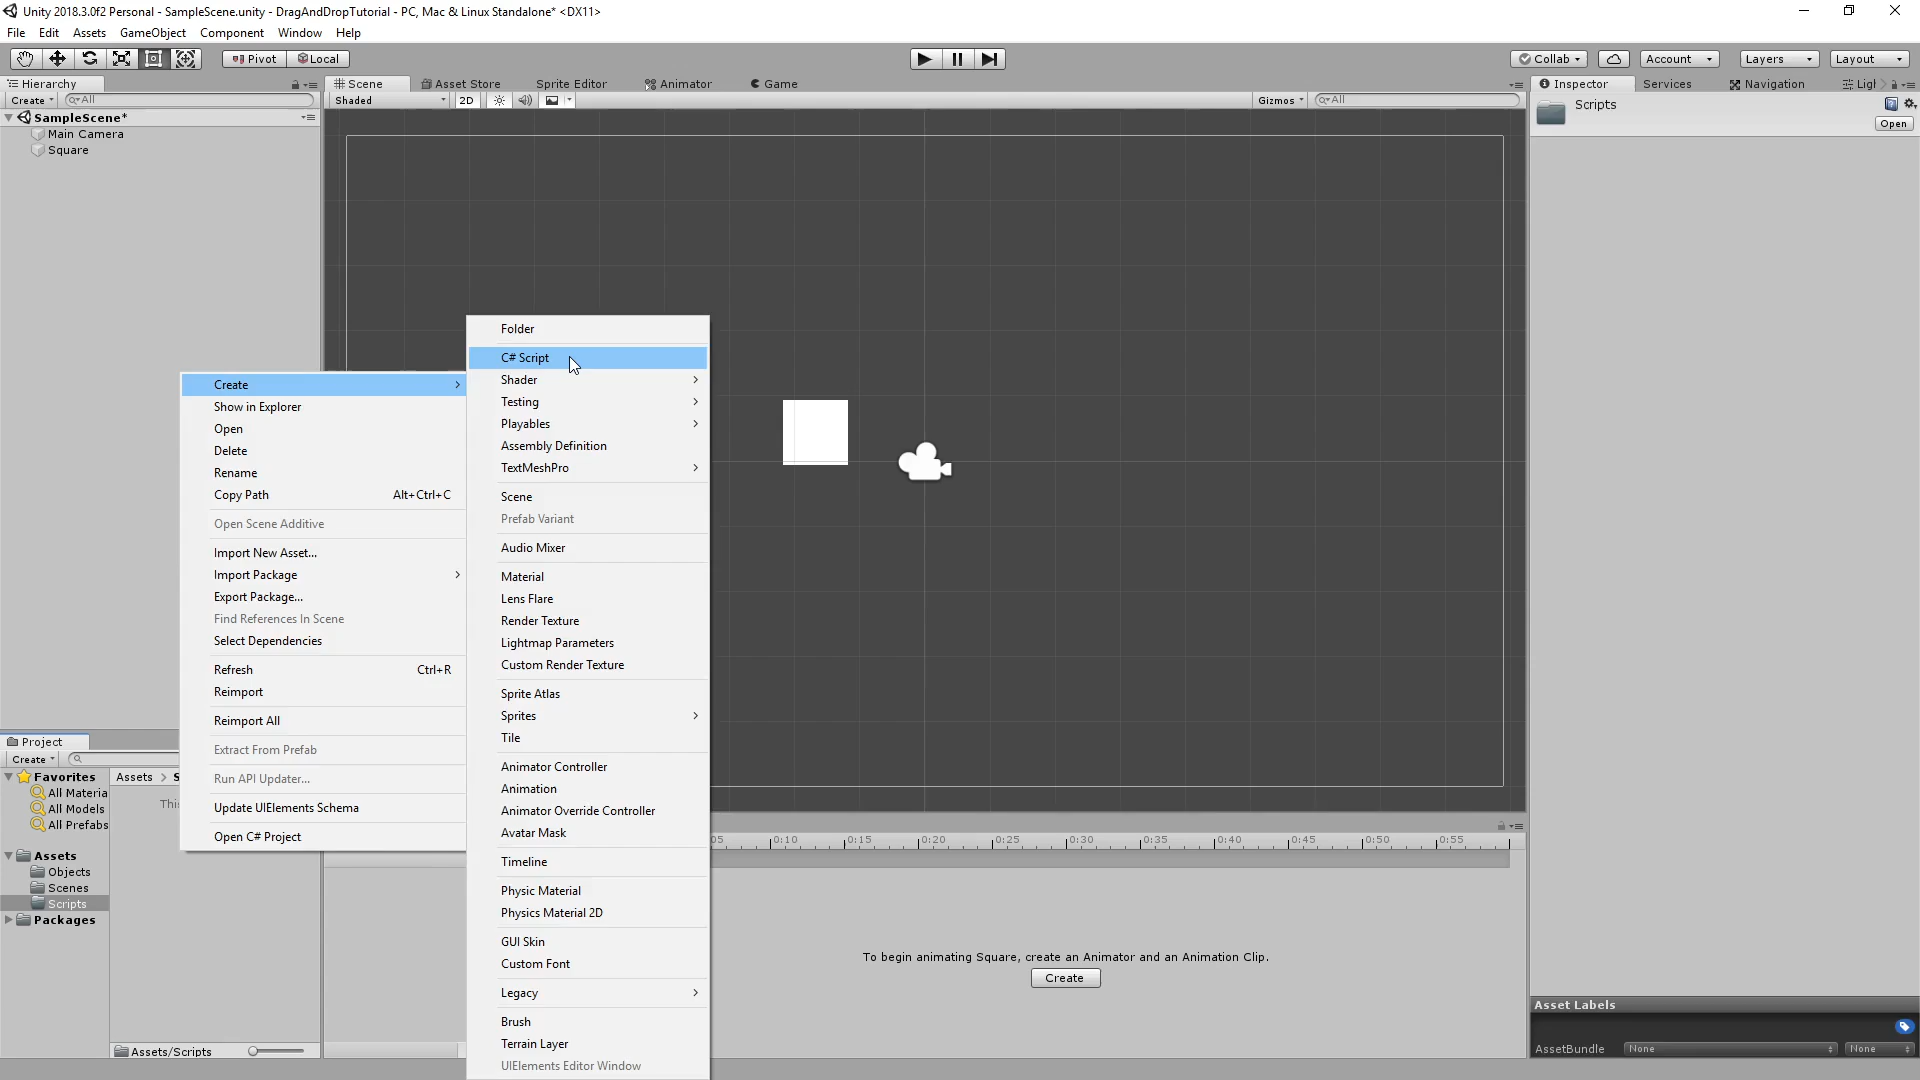 Unity 2018.3.0f2 Personal - SampleScene.unity - DragAndDropTutorial - PC, Mac & Linux Standalone* <DX11>
File Edit Assets GameObject Component Window Help
Pivot Local Collab Account Layers Layout
Hierarchy Scene Asset Store Sprite Editor Animator Game Inspector Services Navigation Ligl
Create All Shaded 2D Gizmos All Scripts
Open
SampleScene*
Main Camera
Square
Create
Show in Explorer
Open
Delete
Rename
Copy Path Alt+Ctrl+C
Open Scene Additive
Import New Asset...
Import Package
Export Package...
Find References In Scene
Select Dependencies
Refresh Ctrl+R
Reimport
Reimport All
Extract From Prefab
Run API Updater...
Update UIElements Schema
Open C# Project
Folder
C# Script
Shader
Testing
Playables
Assembly Definition
TextMeshPro
Scene
Prefab Variant
Audio Mixer
Material
Lens Flare
Render Texture
Lightmap Parameters
Custom Render Texture
Sprite Atlas
Sprites
Tile
Animator Controller
Animation
Animator Override Controller
Avatar Mask
Timeline
Physic Material
Physics Material 2D
GUI Skin
Custom Font
Legacy
Brush
Terrain Layer
UIElements Editor Window
Project
Create
Favorites
All Materia
All Models
All Prefabs
Assets
Objects
Scenes
Scripts
Packages
Assets > S
Thi
Assets/Scripts
05 0:10 0:15 0:20 0:25 0:30 0:35 0:40 0:45 0:50 0:55
To begin animating Square, create an Animator and an Animation Clip.
Create
Asset Labels
AssetBundle None None